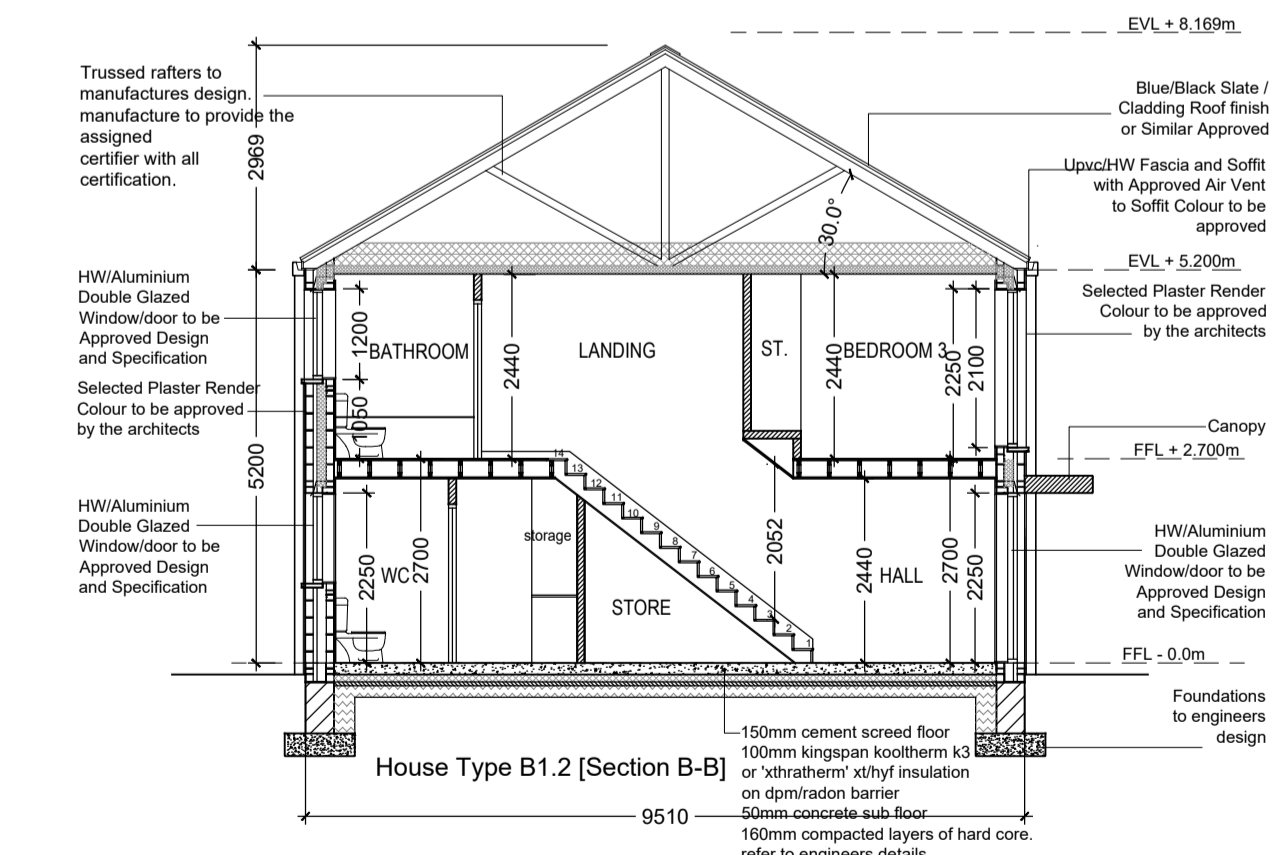 EVL + 8.169m
Trussed rafters to
manufactures design.
manufacture to provide the
assigned
certifier with all
certification.
2969
Blue/Black Slate /
Cladding Roof finish
or Similar Approved
Upvc/HW Fascia and Soffit
with Approved Air Vent
to Soffit Colour to be
approved
30.0°
EVL + 5.200m
HW/Aluminium
Double Glazed
Window/door to be
Approved Design
and Specification
Selected Plaster Render
Colour to be approved
by the architects
1200
BATHROOM
2440
LANDING
ST.
2440
BEDROOM 3
2250
2100
Selected Plaster Render
Colour to be approved
by the architects
1050
5200
Canopy
FFL + 2.700m
14
13
12
11
10
9
8
7
6
5
4
3
2
1
HW/Aluminium
Double Glazed
Window/door to be
Approved Design
and Specification
2250
WC
2700
storage
STORE
2052
2440
HALL
2700
2250
HW/Aluminium
Double Glazed
Window/door to be
Approved Design
and Specification
FFL - 0.0m
Foundations
to engineers
design
150mm cement screed floor
100mm kingspan kooltherm k3
or 'xthratherm' xt/hyf insulation
on dpm/radon barrier
50mm concrete sub floor
160mm compacted layers of hard core.
refer to engineers details
House Type B1.2 [Section B-B]
9510